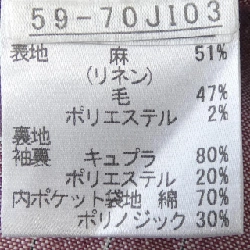 59-70JI03
表地 麻 51%
(リネン)
毛 47%
ポリエステル 2%
裏地
袖裏 キュプラ 80%
ポリエステル 20%
内ポケット袋地 綿 70%
ポリノジック 30%